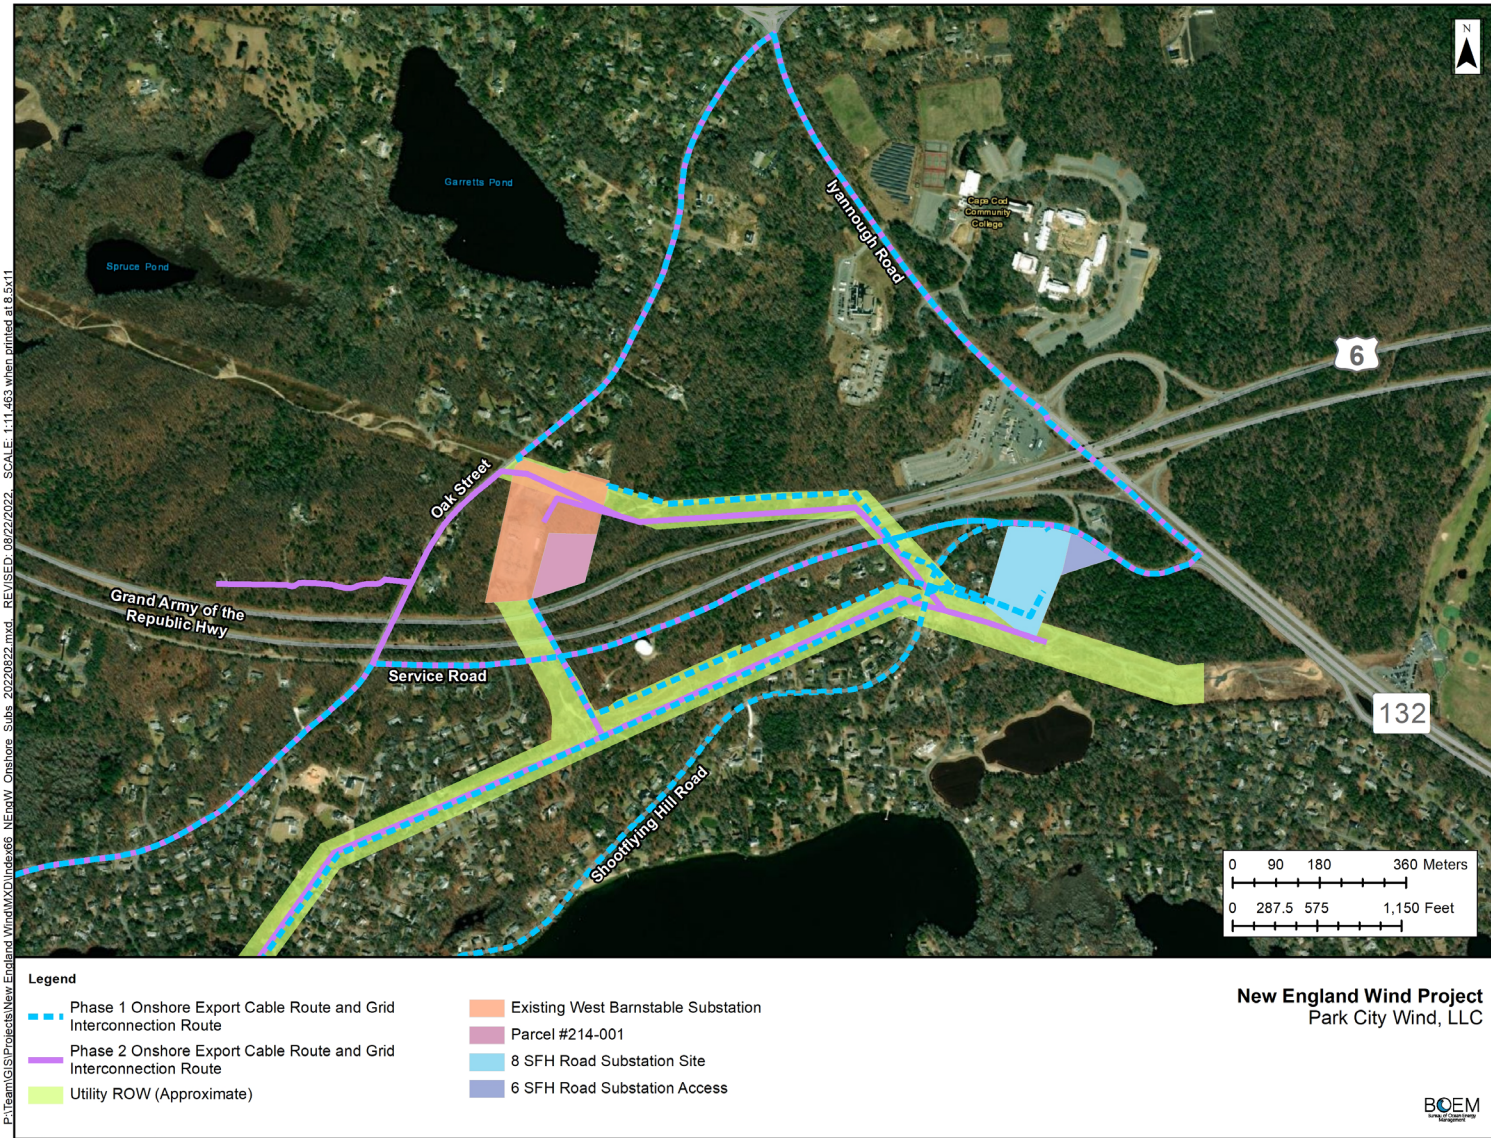 N
Garretts Pond
Spruce Pond
Iyannough Road
Cape Cod
Community
College
6
Oak Street
Grand Army of the
Republic Hwy
Service Road
Shootflying Hill Road
132
0 90 180 360 Meters
0 287.5 575 1,150 Feet
P:\Team\GIS\Projects\New England Wind\MXD\Index66_NEngW_Onshore_Subs_20220822.mxd, REVISED: 08/22/2022, SCALE: 1:11,463 when printed at 8.5x11
Legend
Phase 1 Onshore Export Cable Route and Grid
Interconnection Route
Phase 2 Onshore Export Cable Route and Grid
Interconnection Route
Utility ROW (Approximate)
Existing West Barnstable Substation
Parcel #214-001
8 SFH Road Substation Site
6 SFH Road Substation Access
New England Wind Project
Park City Wind, LLC
BOEM
Bureau of Ocean Energy
Management